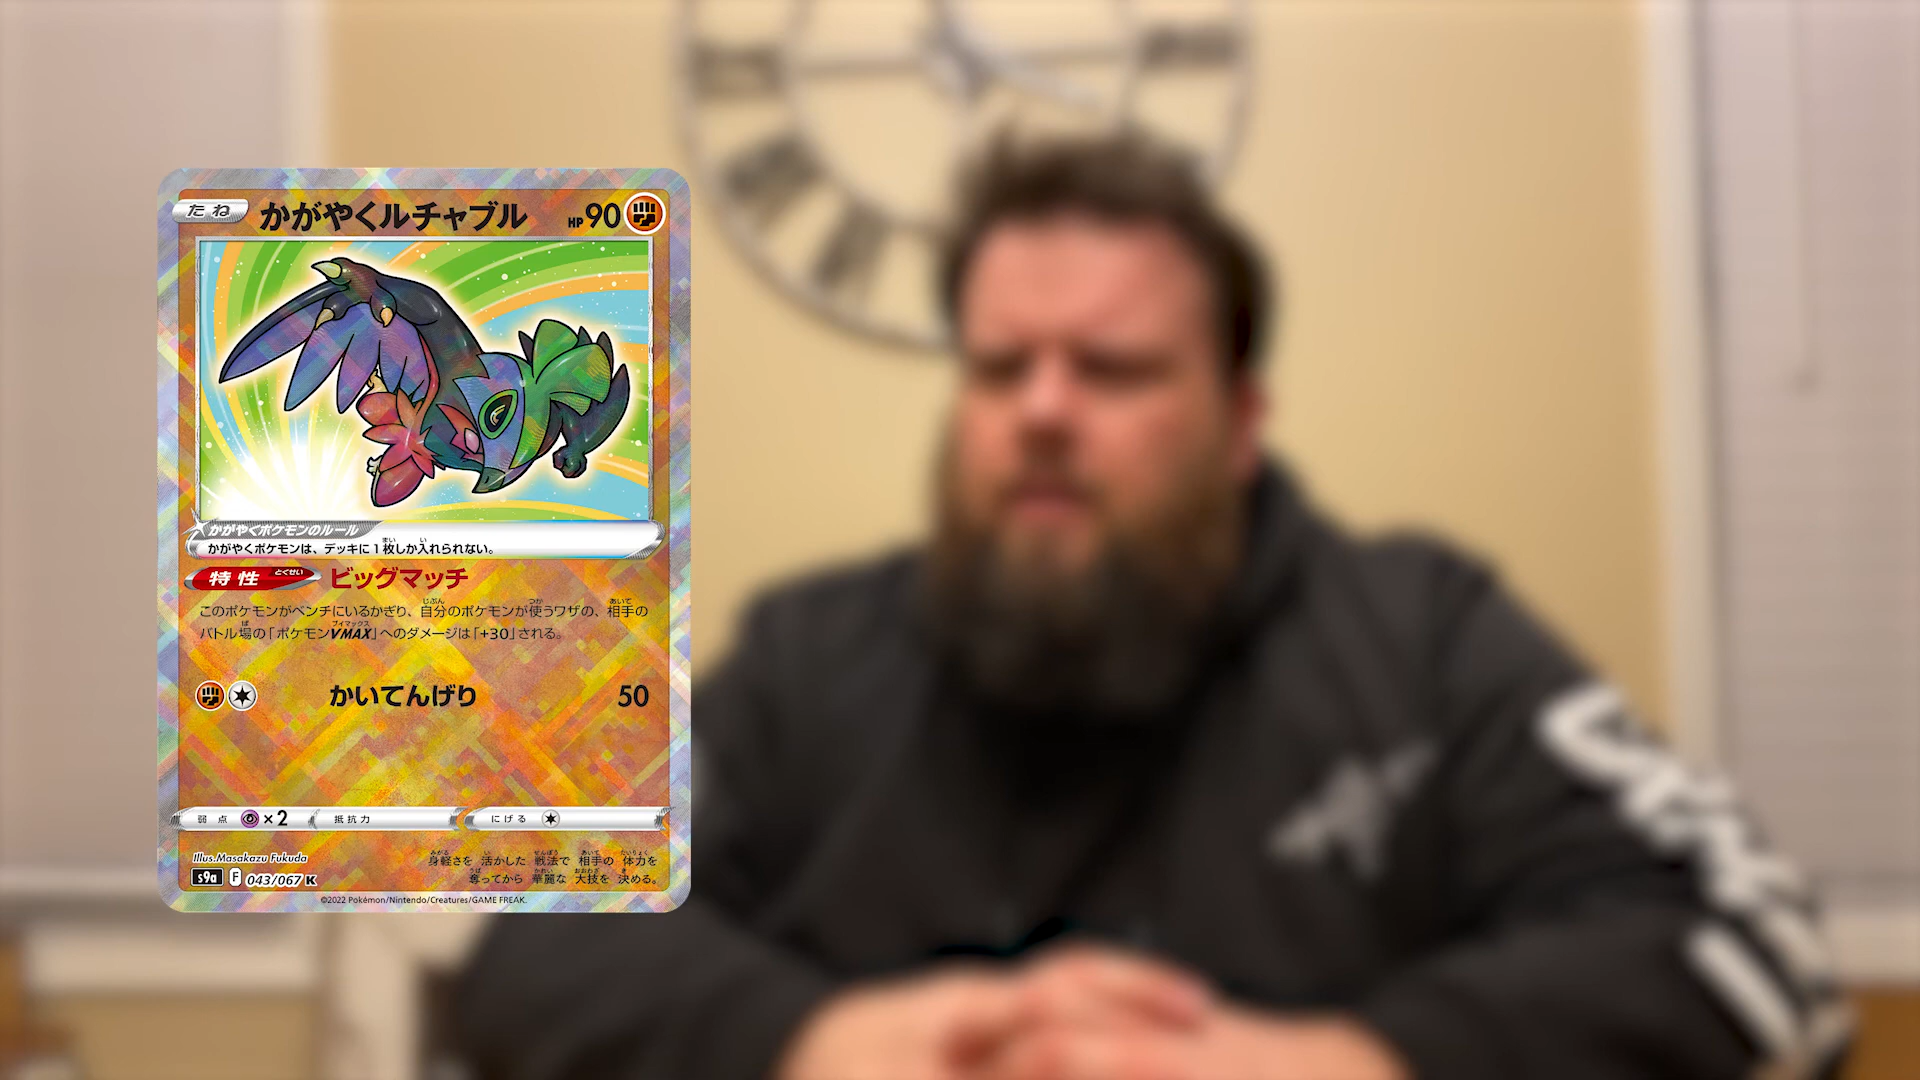 たね かがやくルチャブル HP90
かがやくポケモンのルール
かがやくポケモンは、デッキに1枚しか入れられない。
特性 とくせい ビッグマッチ
このポケモンがベンチにいるかぎり、自分のポケモンが使うワザの、相手の
バトル場の「ポケモンVMAX」へのダメージは「+30」される。
かいてんげり 50
弱点 ×2 抵抗力 にげる
Illus.Masakazu Fukuda
身軽さを 活かした 戦法で 相手の 体力を
奪ってから 華麗な 大技を 決める。
s9a F 043/067 K
©2022 Pokémon/Nintendo/Creatures/GAME FREAK.